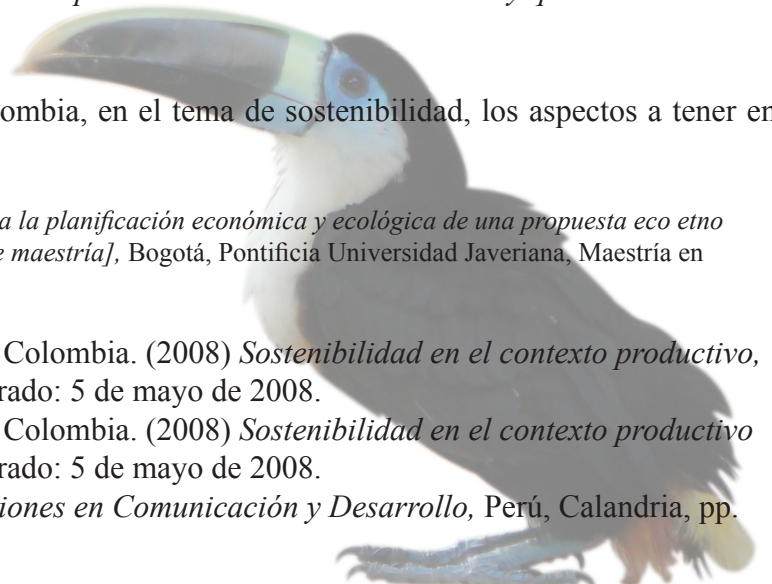 ombia, en el tema de sostenibilidad, los aspectos a tener en
a la planificación económica y ecológica de una propuesta eco etno
e maestría], Bogotá, Pontificia Universidad Javeriana, Maestría en
Colombia. (2008) Sostenibilidad en el contexto productivo,
rado: 5 de mayo de 2008.
Colombia. (2008) Sostenibilidad en el contexto productivo
rado: 5 de mayo de 2008.
iones en Comunicación y Desarrollo, Perú, Calandria, pp.